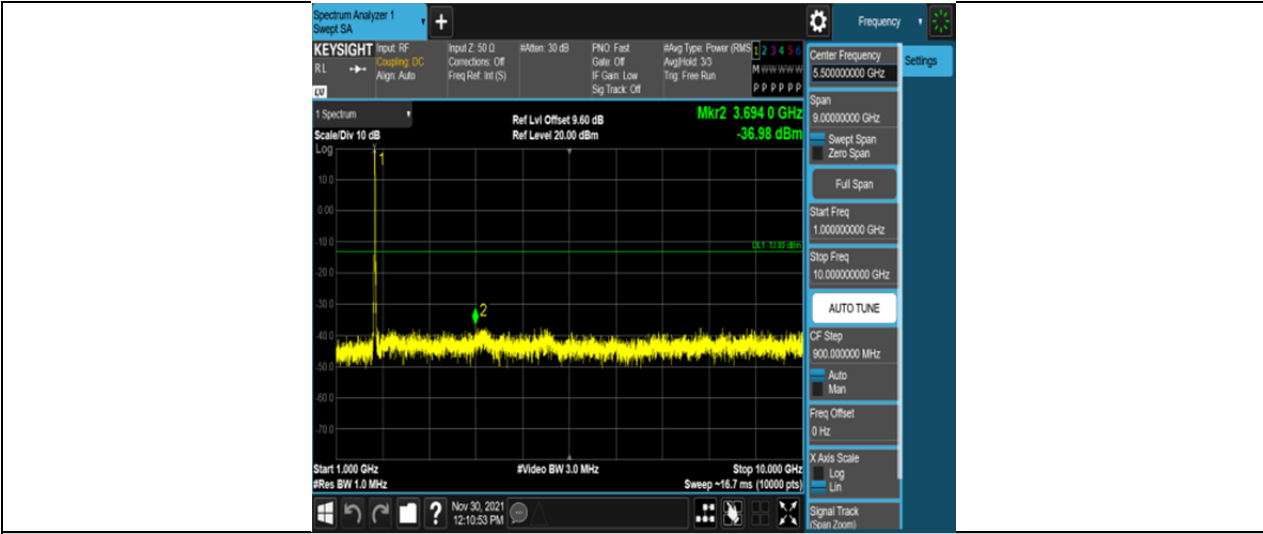 Spectrum Analyzer 1
Swept SA
Frequency
KEYSIGHT
RL
LV
Input: RF
Coupling: DC
Align: Auto
Input Z: 50 Ω
Corrections: Off
Freq Ref: Int (S)
#Atten: 30 dB
PNO: Fast
Gate: Off
IF Gain: Low
Sig Track: Off
#Avg Type: Power (RMS
Avg|Hold: 3/3
Trig: Free Run
1 2 3 4 5 6
M W W W W W
P P P P P P
1 Spectrum
Scale/Div 10 dB
Log
Ref Lvl Offset 9.60 dB
Ref Level 20.00 dBm
Mkr2 3.694 0 GHz
-36.98 dBm
1
10.0
0.00
-10.0
DL1 -13.00 dBm
-20.0
-30.0
2
-40.0
-50.0
-60.0
-70.0
Start 1.000 GHz
#Video BW 3.0 MHz
Stop 10.000 GHz
#Res BW 1.0 MHz
Sweep ~16.7 ms (10000 pts)
?
Nov 30, 2021
12:10:53 PM
Center Frequency
5.500000000 GHz
Settings
Span
9.00000000 GHz
Swept Span
Zero Span
Full Span
Start Freq
1.000000000 GHz
Stop Freq
10.000000000 GHz
AUTO TUNE
CF Step
900.000000 MHz
Auto
Man
Freq Offset
0 Hz
X Axis Scale
Log
Lin
Signal Track
(Span Zoom)